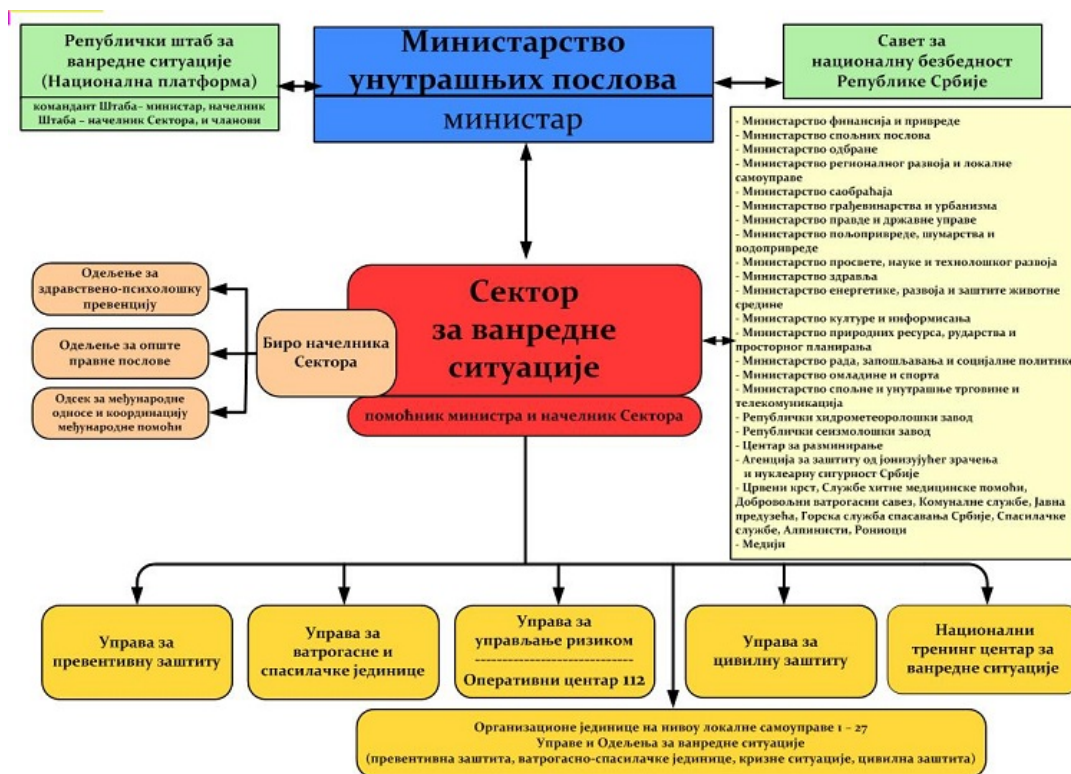 Републички штаб за
ванредне ситуације
(Национална платформа)
командант Штаба– министар, начелник
Штаба – начелник Сектора, и чланови
Министарство
унутрашњих послова
министар
Савет за
националну безбедност
Републике Србије
- Министарство финансија и привреде
- Министарство спољних послова
- Министарство одбране
- Министарство регионалног развоја и локалне
самоуправе
- Министарство саобраћаја
- Министарство грађевинарства и урбанизма
- Министарство правде и државне управе
- Министарство пољопривреде, шумарства и
водопривреде
- Министарство просвете, науке и технолошког развоја
- Министарство здравља
- Министарство енергетике, развоја и заштите животне
средине
- Министарство културе и информисања
- Министарство природних ресурса, рударства и
просторног планирања
- Министарство рада, запошљавања и социјалне политике
- Министарство омладине и спорта
- Министарство спољне и унутрашње трговине и
телекомуникација
- Републички хидрометеоролошки завод
- Републички сеизмолошки завод
- Центар за разминирање
- Агенција за заштиту од јонизујућег зрачења
и нуклеарну сигурност Србије
- Црвени крст, Службе хитне медицинске помоћи,
Добровољни ватрогасни савез, Комуналне службе, Јавна
предузећа, Горска служба спасавања Србије, Спасилачке
службе, Алпинисти, Рониоци
- Медији
Одељење за
здравствено-психолошку
превенцију
Одељење за опште
правне послове
Одсек за међународне
односе и координацију
међународне помоћи
Биро начелника
Сектора
Сектор
за ванредне
ситуације
помоћник министра и начелник Сектора
Управа за
превентивну заштиту
Управа за
ватрогасне и
спасилачке јединице
Управа за
управљање ризиком
------------------------------
Оперативни центар 112
Управа за
цивилну заштиту
Национални
тренинг центар за
ванредне ситуације
Организационе јединице на нивоу локалне самоуправе 1 – 27
Управе и Одељења за ванредне ситуације
(превентивна заштита, ватрогасно-спасилачке јединице, кризне ситуације, цивилна заштита)